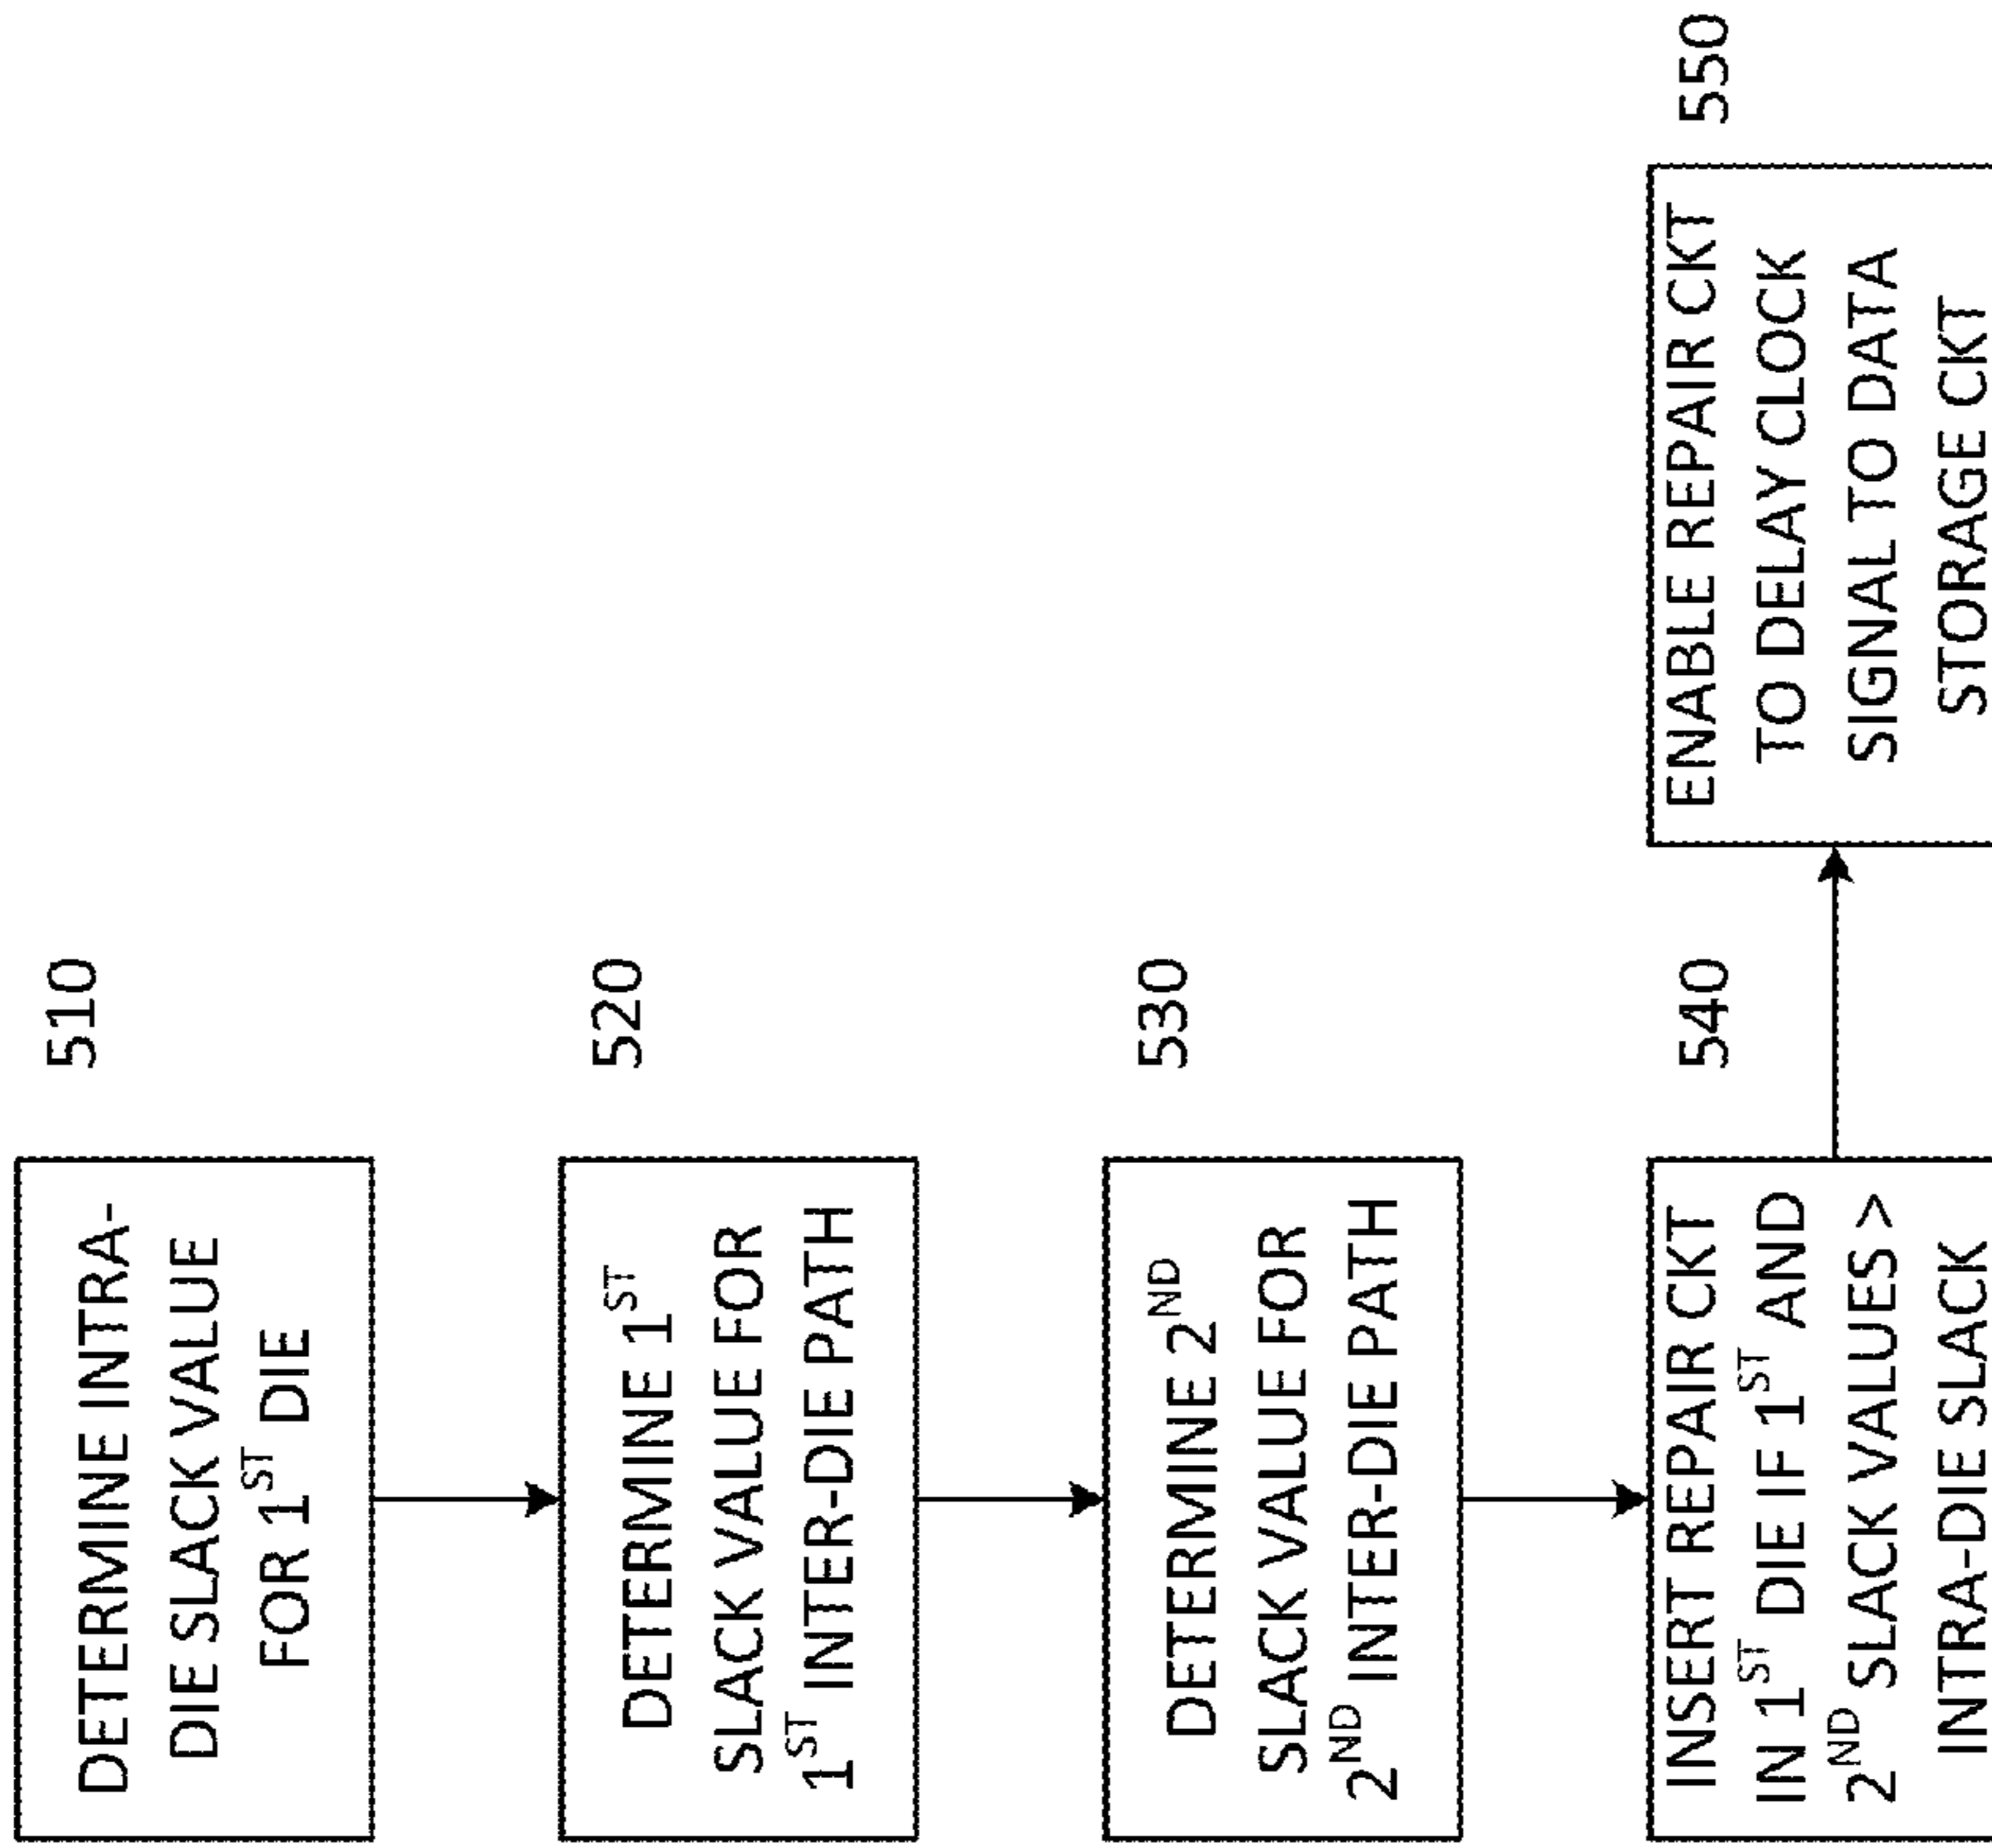 510
DETERMINE INTRA-
DIE SLACK VALUE
FOR 1ST DIE
520
DETERMINE 1ST
SLACK VALUE FOR
1ST INTER-DIE PATH
530
DETERMINE 2ND
SLACK VALUE FOR
2ND INTER-DIE PATH
540
INSERT REPAIR CKT
IN 1ST DIE IF 1ST AND
2ND SLACK VALUES >
INTRA-DIE SLACK
550
ENABLE REPAIR CKT
TO DELAY CLOCK
SIGNAL TO DATA
STORAGE CKT